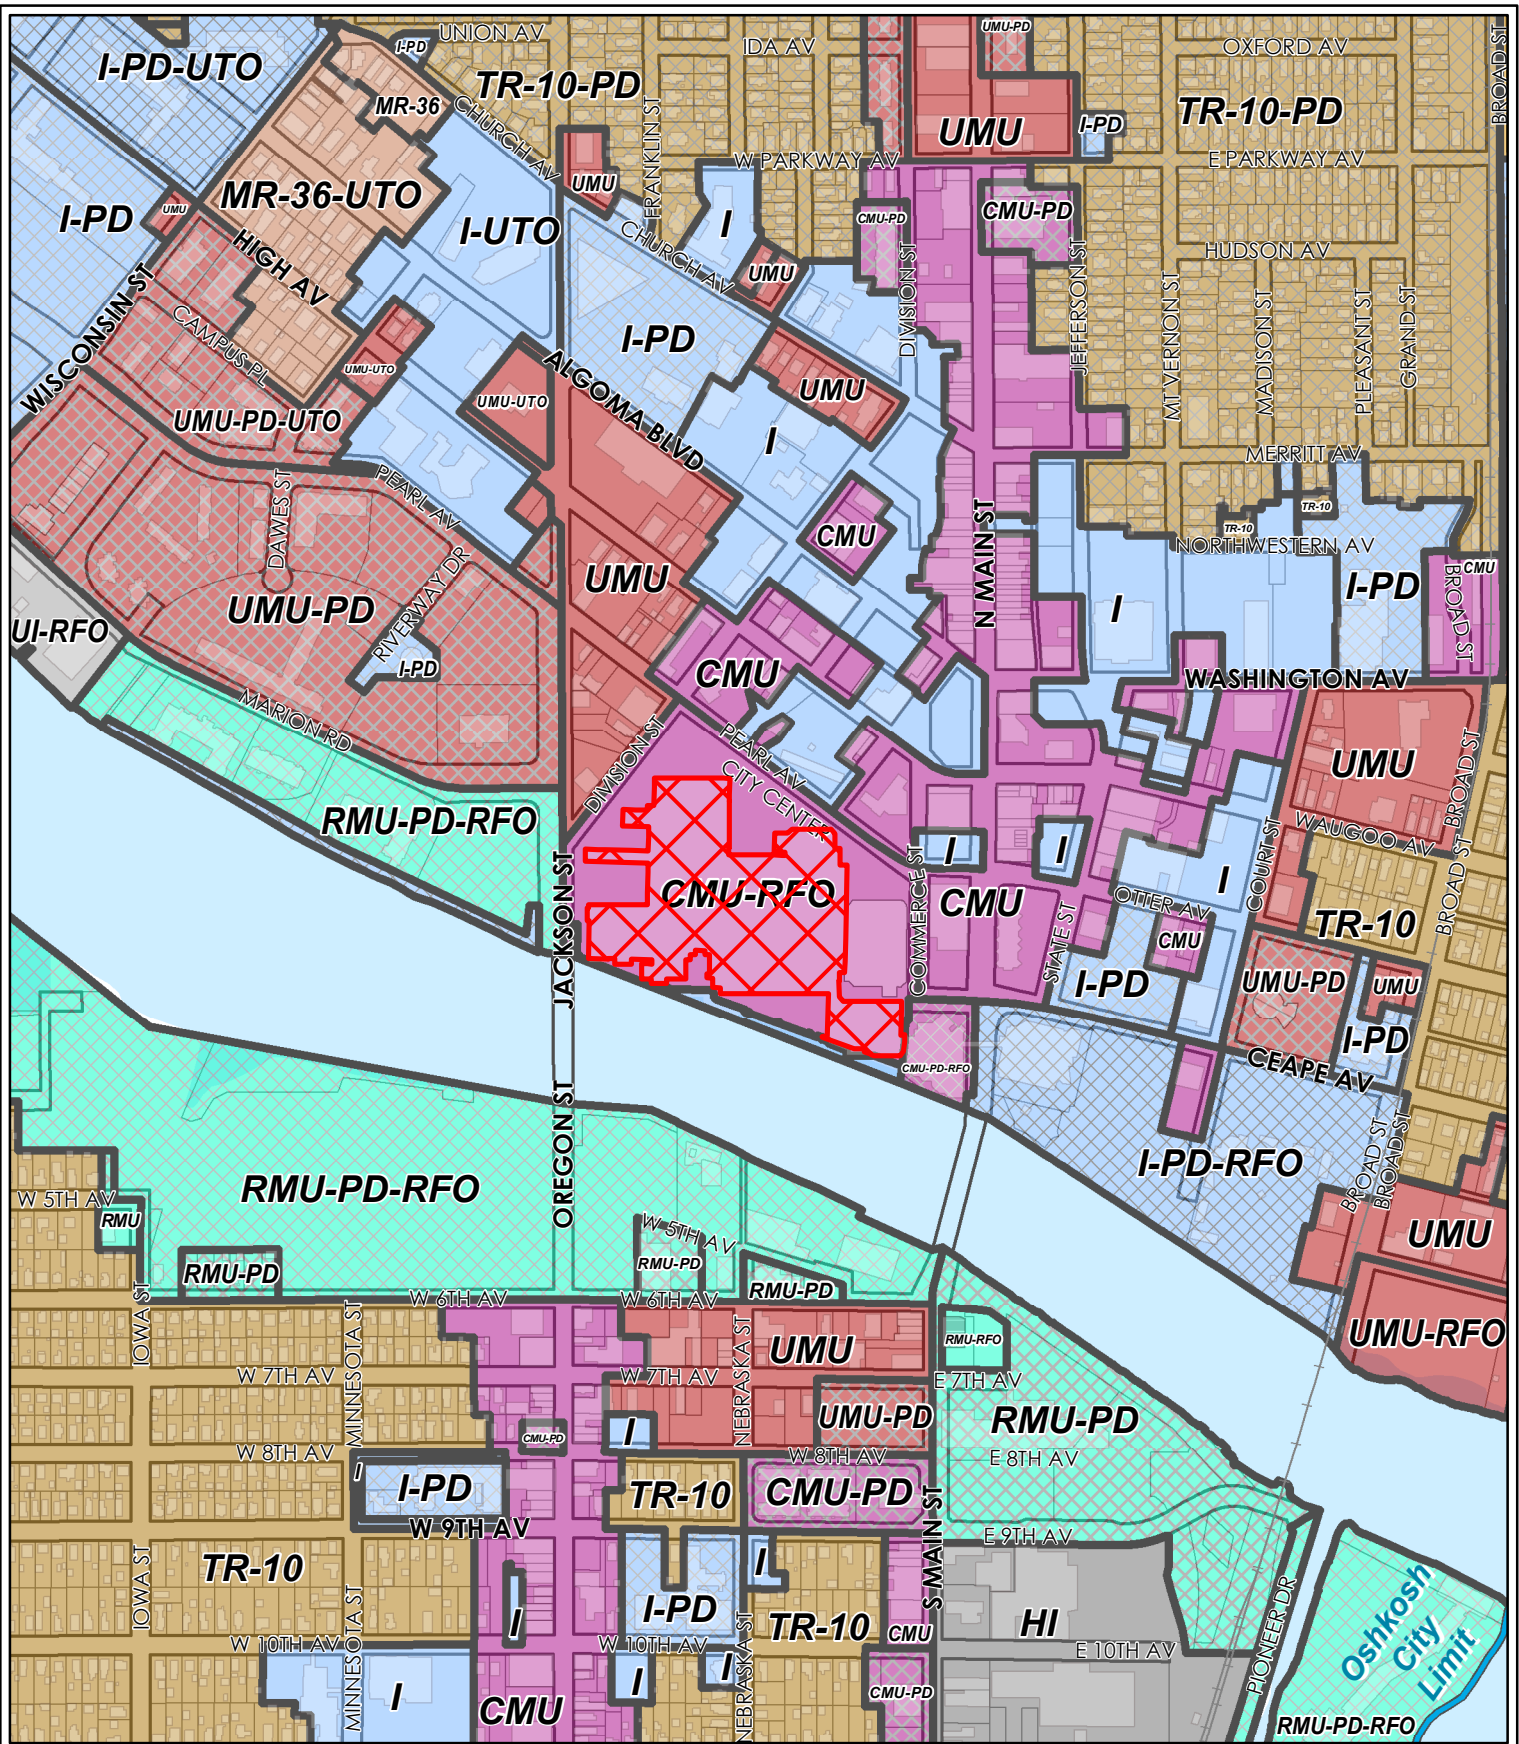 UNION AV
I-PD
IDA AV
UMU-PD
OXFORD AV
BROAD ST
I-PD-UTO
TR-10-PD
MR-36
CHURCH AV
FRANKLIN ST
UMU
I-PD
TR-10-PD
W PARKWAY AV
E PARKWAY AV
UMU
MR-36-UTO
I-PD
UMU
I-UTO
I
CHURCH AV
CMU-PD
CMU-PD
HIGH AV
UMU
DIVISION ST
JEFFERSON ST
HUDSON AV
WISCONSIN ST
CAMPUS PL
I-PD
MT VERNON ST
MADISON ST
PLEASANT ST
GRAND ST
UMU-UTO
ALGOMA BLVD
UMU
UMU-UTO
UMU-PD-UTO
I
MERRITT AV
DAWES ST
PEARL AV
CMU
N MAIN ST
TR-10
TR-10
NORTHWESTERN AV
RIVERWAY DR
UMU
I
I-PD
CMU
BROAD ST
BROAD ST
UMU-PD
UI-RFO
I-PD
CMU
WASHINGTON AV
MARION RD
DIVISION ST
PEARL AV
CITY CENTER
UMU
BROAD ST
RMU-PD-RFO
I
I
WAUGOO AV
COURT ST
BROAD ST
JACKSON ST
CMU-RFO
COMMERCE ST
CMU
I
OTTER AV
TR-10
STATE ST
CMU
I-PD
UMU-PD
UMU
I-PD
CMU-PD-RFO
CEAPE AV
OREGON ST
I-PD-RFO
BROAD ST
BROAD ST
RMU-PD-RFO
W 5TH AV
RMU
W 5TH AV
UMU
RMU-PD
RMU-PD
RMU-PD
IOWA ST
W 6TH AV
W 6TH AV
MINNESOTA ST
NEBRASKA ST
UMU
RMU-RFO
UMU-RFO
W 7TH AV
W 7TH AV
E 7TH AV
UMU-PD
RMU-PD
CMU-PD
I
W 8TH AV
W 8TH AV
E 8TH AV
I
I-PD
TR-10
CMU-PD
W 9TH AV
S MAIN ST
E 9TH AV
IOWA ST
TR-10
I
I
I-PD
TR-10
CMU
HI
PIONEER DR
Oshkosh
City
Limit
W 10TH AV
MINNESOTA ST
W 10TH AV
NEBRASKA ST
E 10TH AV
I
CMU
I
I
CMU-PD
RMU-PD-RFO